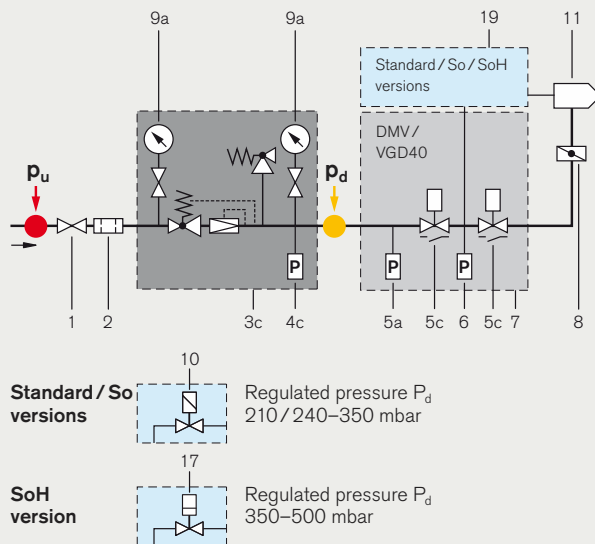 9a 9a 19 11
Standard / So / SoH
versions
DMV /
VGD40
pu pd
P P P
1 2 3c 4c 5a 5c 6 5c 7 8
10
Standard / So
versions
Regulated pressure Pd
210 / 240–350 mbar
17
SoH
version
Regulated pressure Pd
350–500 mbar